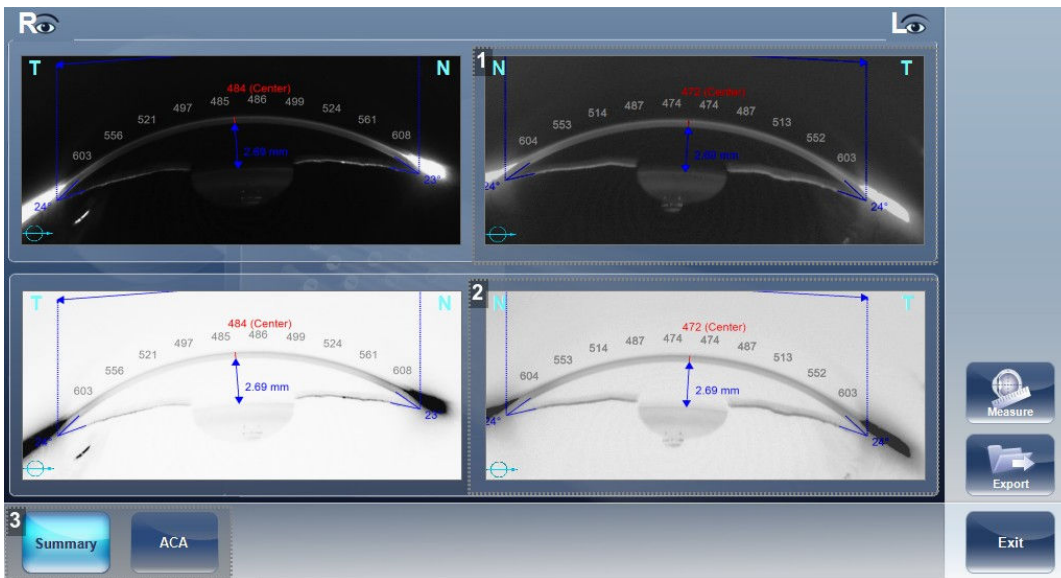 R L
T N
484 (Center)
497 485 486 499
521 524
556 561
603 608
2.69 mm
24° 23°
1
N T
472 (Center)
487 474 474 487
514 513
553 552
604 603
2.69 mm
24° 24°
T N
484 (Center)
497 485 486 499
521 524
556 561
603 608
2.69 mm
24° 23°
2
N T
472 (Center)
487 474 474 487
514 513
553 552
604 603
2.69 mm
24° 24°
Measure
Export
3
Summary
ACA
Exit